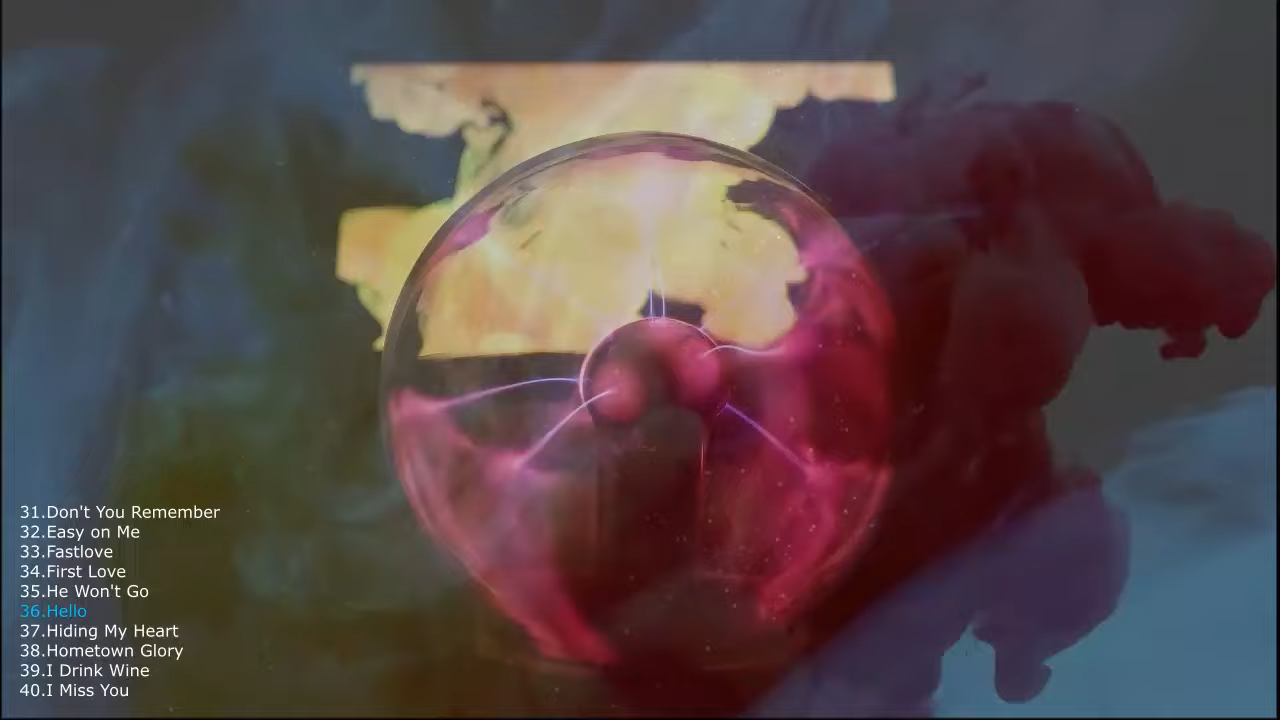 31.Don't You Remember
32.Easy on Me
33.Fastlove
34.First Love
35.He Won't Go
36.Hello
37.Hiding My Heart
38.Hometown Glory
39.I Drink Wine
40.I Miss You